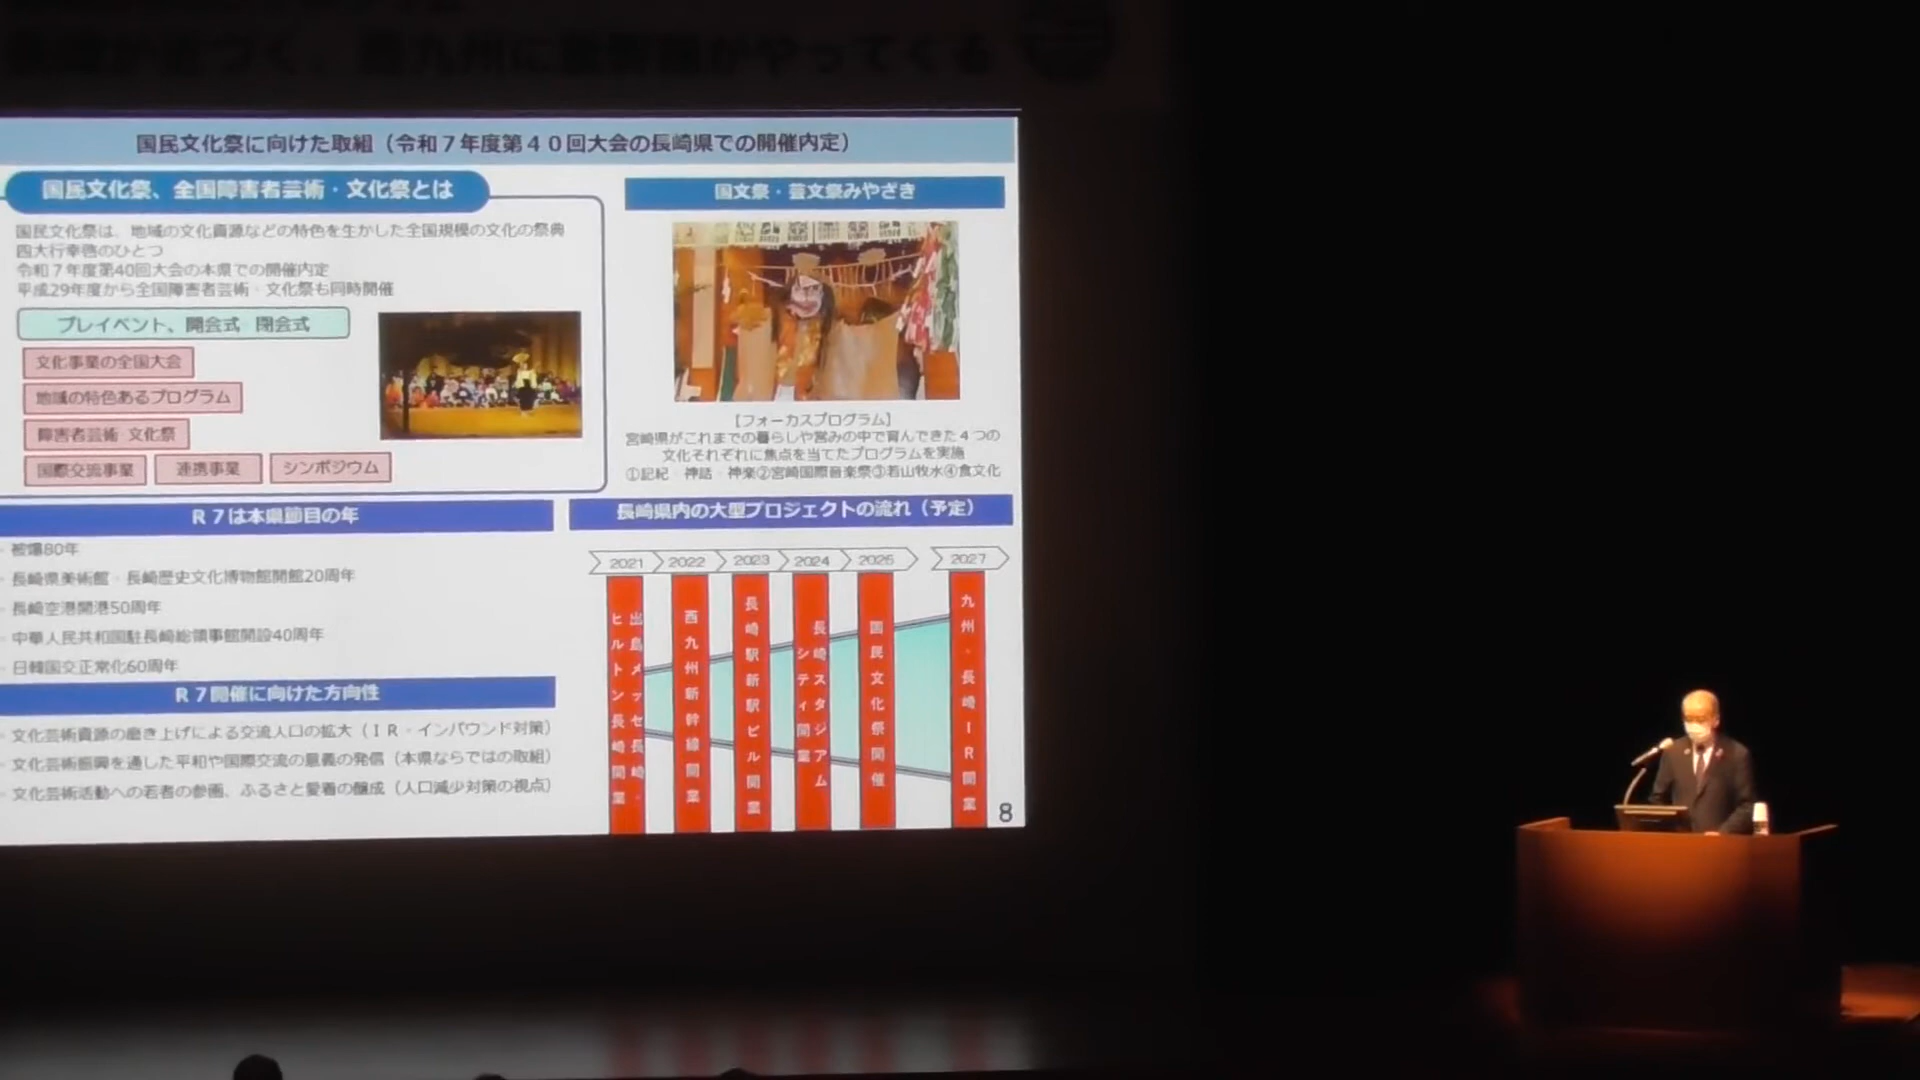 国民文化祭に向けた取組（令和７年度第４０回大会の長崎県での開催内定）
国民文化祭、全国障害者芸術・文化祭とは
国民文化祭は、地域の文化資源などの特色を生かした全国規模の文化の祭典
四大行幸啓のひとつ
令和７年度第40回大会の本県での開催内定
平成29年度から全国障害者芸術・文化祭も同時開催
プレイベント、開会式 閉会式
文化事業の全国大会
地域の特色あるプログラム
障害者芸術 文化祭
国際交流事業
連携事業
シンポジウム
国文祭・芸文祭みやざき
【フォーカスプログラム】
宮崎県がこれまでの暮らしや営みの中で育んできた４つの
文化それぞれに焦点を当てたプログラムを実施
①記紀・神話・神楽②宮崎国際音楽祭③若山牧水④食文化
Ｒ７は本県節目の年
被爆80年
長崎県美術館・長崎歴史文化博物館開館20周年
長崎空港開港50周年
中華人民共和国駐長崎総領事館開設40周年
日韓国交正常化60周年
Ｒ７開催に向けた方向性
文化芸術資源の磨き上げによる交流人口の拡大（ＩＲ・インバウンド対策）
文化芸術振興を通した平和や国際交流の意義の発信（本県ならではの取組）
文化芸術活動への若者の参画、ふるさと愛着の醸成（人口減少対策の視点）
長崎県内の大型プロジェクトの流れ（予定）
2021
2022
2023
2024
2025
2027
出島メッセ長崎・
ヒルトン長崎開業
西九州新幹線開業
長崎駅新駅ビル開業
長崎スタジアム
シティ開業
国民文化祭開催
九州・長崎ＩＲ開業
8